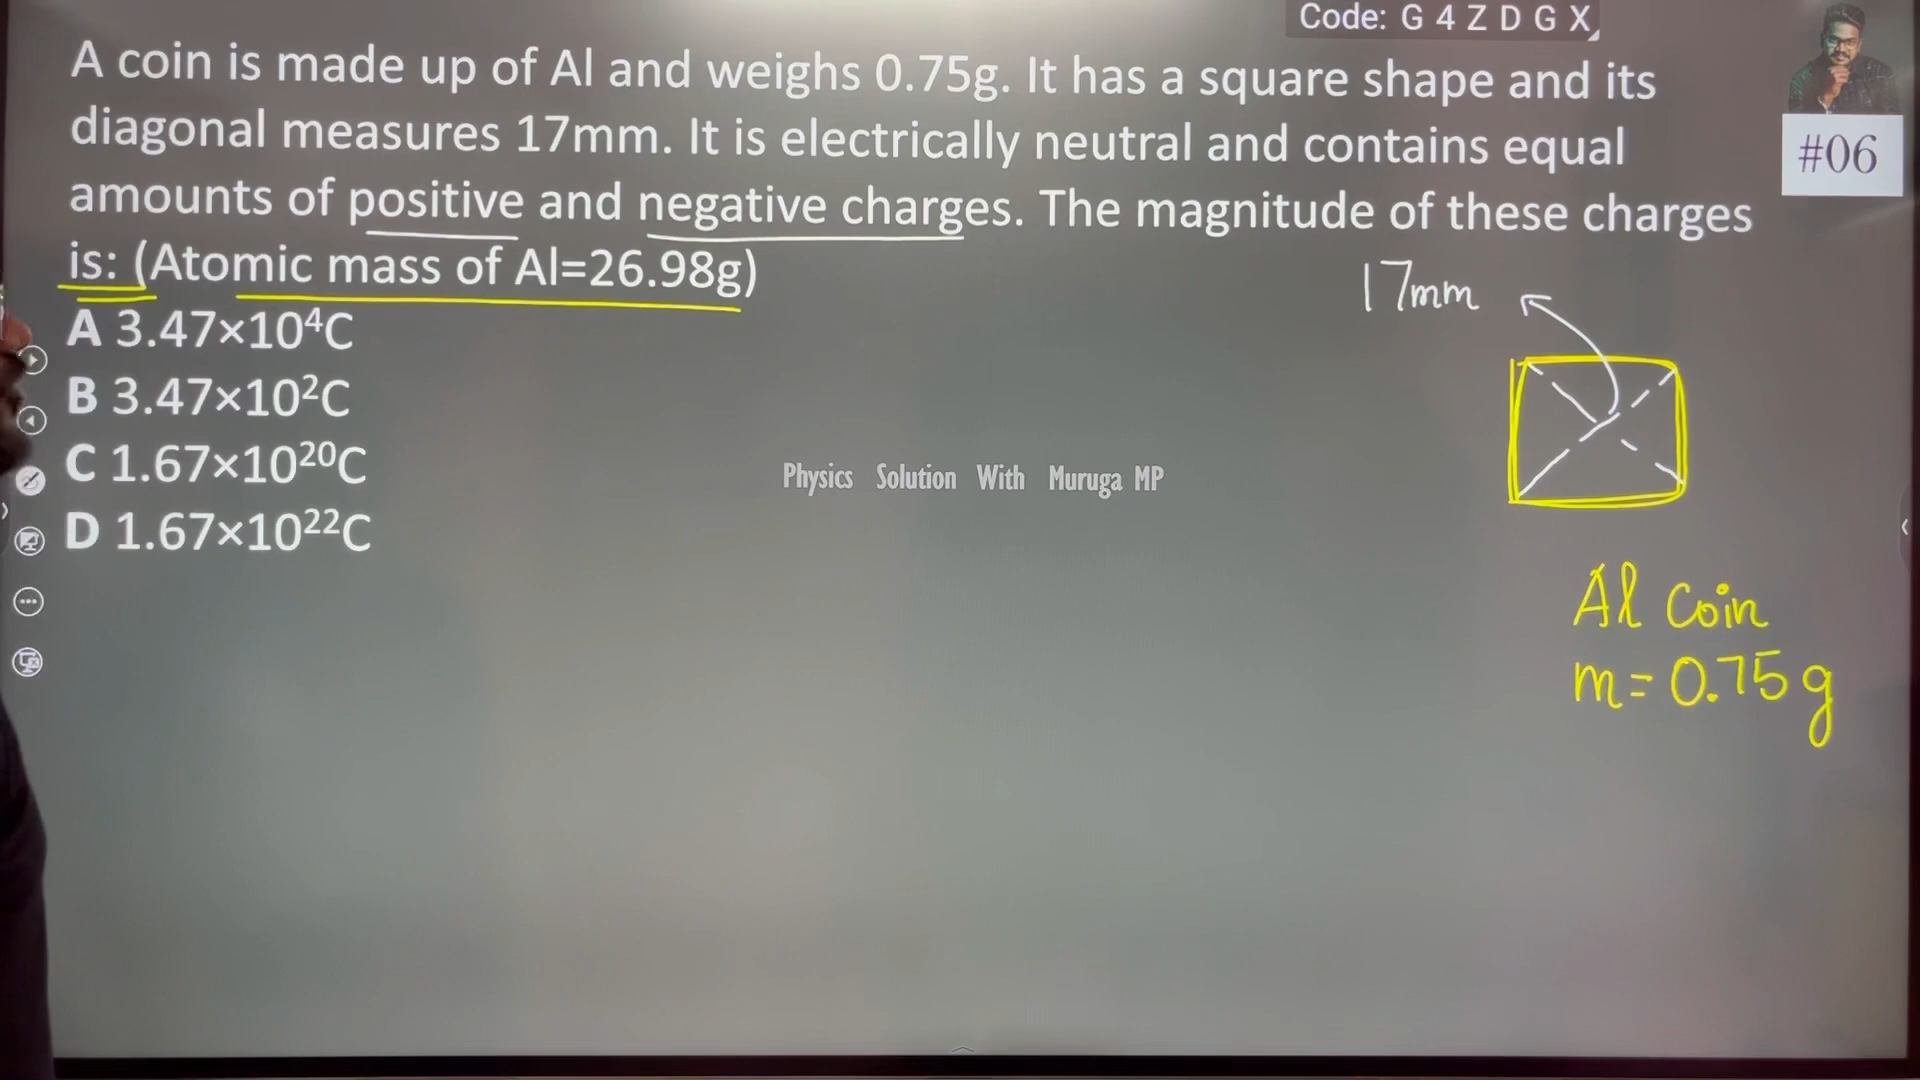 Code: G 4 Z D G X
A coin is made up of Al and weighs 0.75g. It has a square shape and its
diagonal measures 17mm. It is electrically neutral and contains equal
#06
amounts of positive and negative charges. The magnitude of these charges
is: (Atomic mass of Al=26.98g)
17mm
A 3.47×10⁴C
B 3.47×10²C
C 1.67×10²⁰C
Physics Solution With Muruga MP
D 1.67×10²²C
Al Coin
m = 0.75g